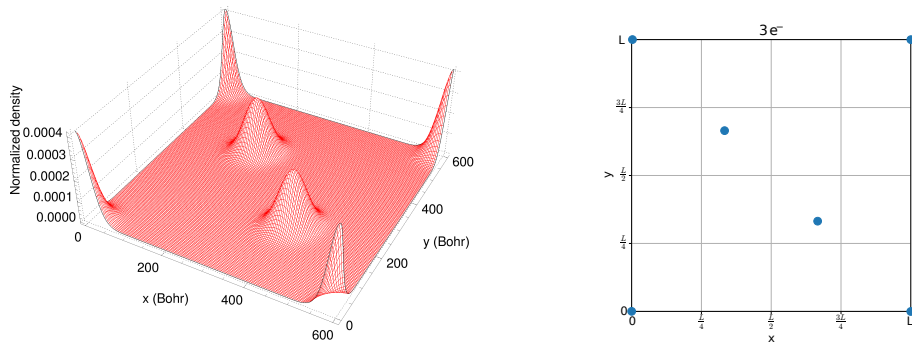 Normalized density
0.0004
0.0003
0.0002
0.0001
0.0000
0
200
400
600
x (Bohr)
0
200
400
600
y (Bohr)
3 e⁻
L
3L/4
L/2
L/4
0
y
0
L/4
L/2
3L/4
L
x